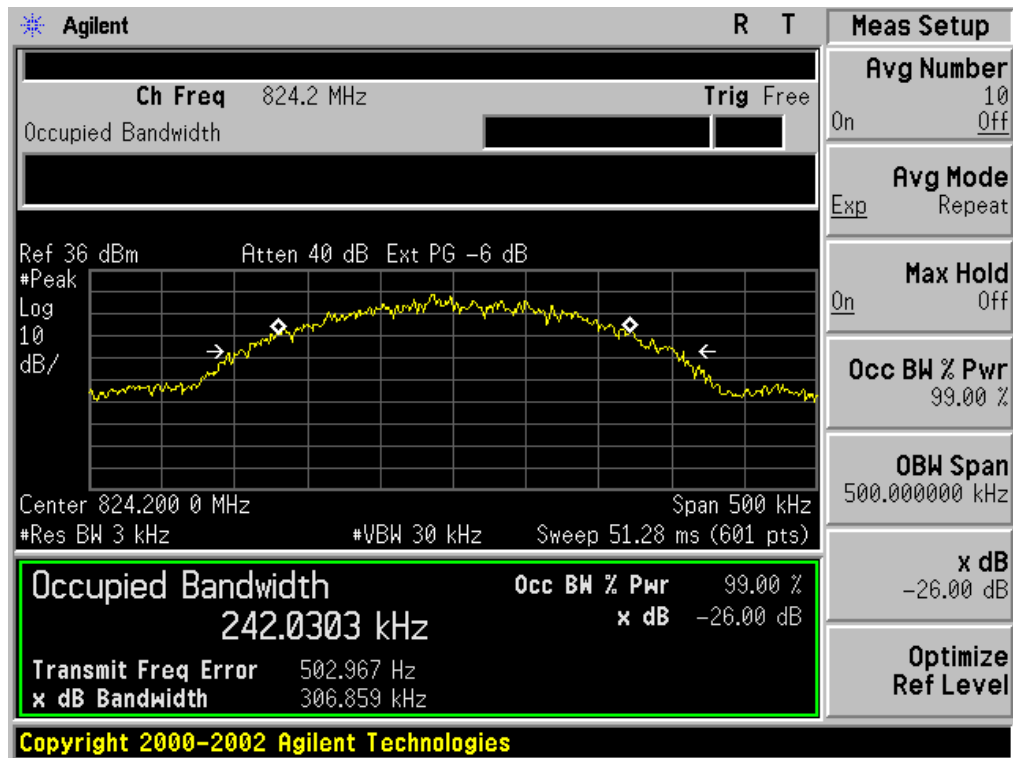 Agilent R T
Ch Freq 824.2 MHz Trig Free
Occupied Bandwidth
Ref 36 dBm Atten 40 dB Ext PG -6 dB
#Peak
Log
10
dB/
Center 824.200 0 MHz Span 500 kHz
#Res BW 3 kHz #VBW 30 kHz Sweep 51.28 ms (601 pts)
Occupied Bandwidth Occ BW % Pwr 99.00 %
242.0303 kHz x dB -26.00 dB
Transmit Freq Error 502.967 Hz
x dB Bandwidth 306.859 kHz
Copyright 2000-2002 Agilent Technologies
Meas Setup
Avg Number
10
On Off
Avg Mode
Exp Repeat
Max Hold
On Off
Occ BW % Pwr
99.00 %
OBW Span
500.000000 kHz
x dB
-26.00 dB
Optimize
Ref Level